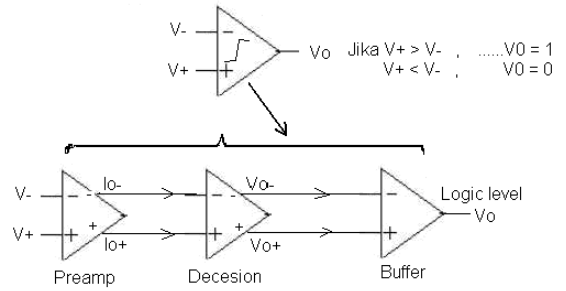 V- −
V+ + Vo
Jika V+ > V- , ......V0 = 1
V+ < V- , V0 = 0
V- − − Io- − − Vo- − Logic level
V+ + + Io+ + + Vo+ + Vo
Preamp Decesion Buffer